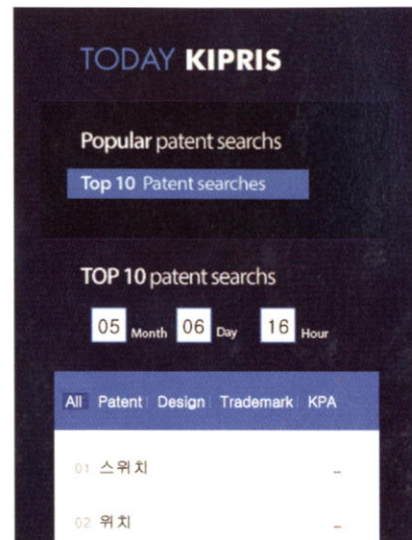 TODAY KIPRIS
Popular patent searchs
Top 10 Patent searches
TOP 10 patent searchs
05 Month 06 Day 16 Hour
All Patent Design Trademark KPA
01 스위치 -
02 위치 -